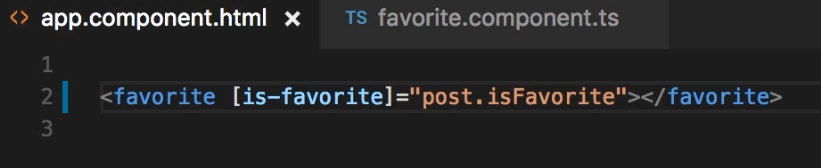 <> app.component.html ×
TS favorite.component.ts
1
2 <favorite [is-favorite]="post.isFavorite"></favorite>
3